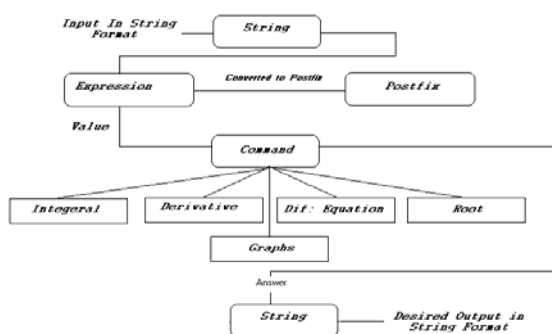 Input In String
Format
String
Expression
Converted to Postfix
Postfix
Value
Command
Integeral
Derivative
Dif: Equation
Root
Graphs
Answer
String
Desired Output in
String Format